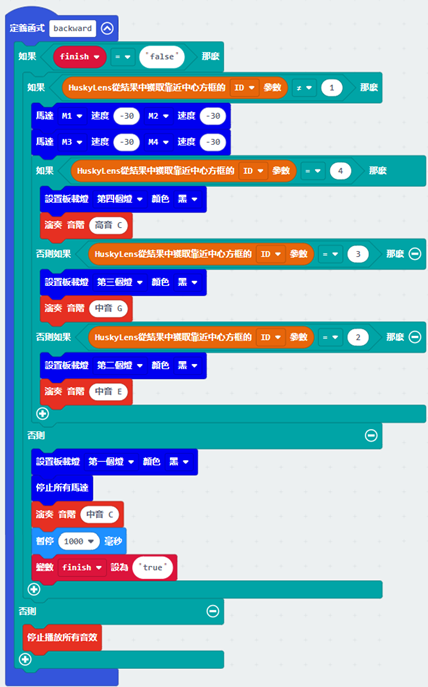 定義函式 backward
如果 finish ▼ = ▼ "false" 那麼
如果 HuskyLens從結果中獲取靠近中心方框的 ID ▼ 參數 ≠ ▼ 1 那麼
馬達 M1 ▼ 速度 -30 M2 ▼ 速度 -30
馬達 M3 ▼ 速度 -30 M4 ▼ 速度 -30
如果 HuskyLens從結果中獲取靠近中心方框的 ID ▼ 參數 = ▼ 4 那麼
設置板載燈 第四個燈 ▼ 顏色 黑 ▼
演奏 音階 高音 C
否則如果 HuskyLens從結果中獲取靠近中心方框的 ID ▼ 參數 = ▼ 3 那麼
設置板載燈 第三個燈 ▼ 顏色 黑 ▼
演奏 音階 中音 G
否則如果 HuskyLens從結果中獲取靠近中心方框的 ID ▼ 參數 = ▼ 2 那麼
設置板載燈 第二個燈 ▼ 顏色 黑 ▼
演奏 音階 中音 E
否則
設置板載燈 第一個燈 ▼ 顏色 黑 ▼
停止所有馬達
演奏 音階 中音 C
暫停 1000 ▼ 毫秒
變數 finish ▼ 設為 "true"
否則
停止播放所有音效